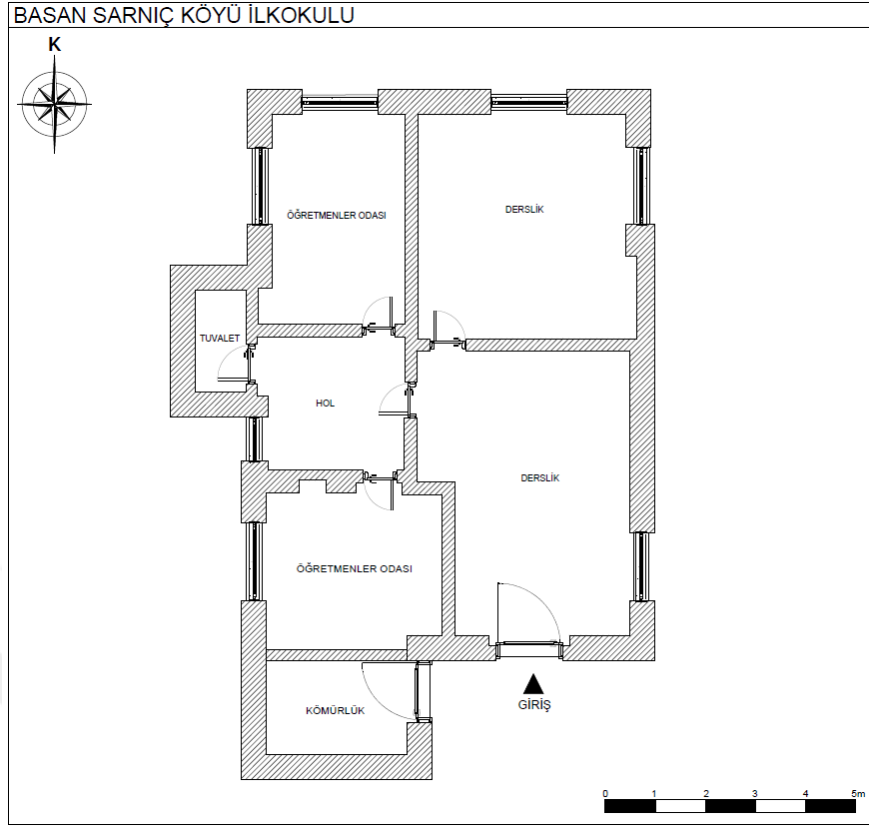 BASAN SARNIÇ KÖYÜ İLKOKULU
K
ÖĞRETMENLER ODASI
DERSLİK
TUVALET
HOL
DERSLİK
ÖĞRETMENLER ODASI
KÖMÜRLÜK
GİRİŞ
0 1 2 3 4 5m